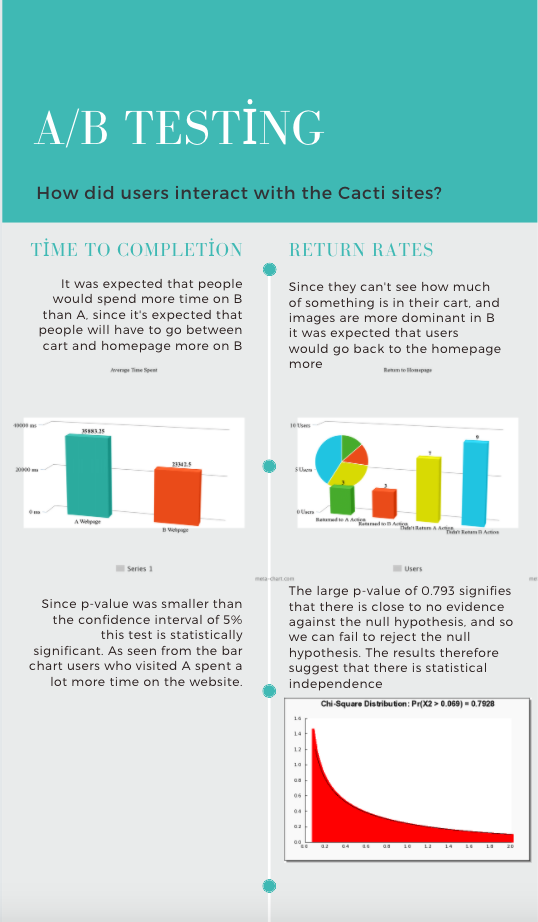 A/B TESTİNG
How did users interact with the Cacti sites?
TİME TO COMPLETİON
It was expected that people
would spend more time on B
than A, since it's expected that
people will have to go between
cart and homepage more on B
Average Time Spent
40000 ms
20000 ms
0 ms
35083.25
23342.5
A Webpage
B Webpage
Series 1
meta-chart.com
Since p-value was smaller than
the confidence interval of 5%
this test is statistically
significant. As seen from the bar
chart users who visited A spent a
lot more time on the website.
RETURN RATES
Since they can't see how much
of something is in their cart, and
images are more dominant in B
it was expected that users
would go back to the homepage
more
Return to Homepage
10 Users
5 Users
0 Users
3
2
7
9
Returned to A Action
Returned to B Action
Didn't Return A Action
Didn't Return B Action
Users
me
The large p-value of 0.793 signifies
that there is close to no evidence
against the null hypothesis, and so
we can fail to reject the null
hypothesis. The results therefore
suggest that there is statistical
independence
Chi-Square Distribution: Pr(X2 > 0.069) = 0.7928
1.6
1.4
1.2
1.0
0.8
0.6
0.4
0.2
0.0
0.0 0.2 0.4 0.6 0.8 1.0 1.2 1.4 1.6 1.8 2.0